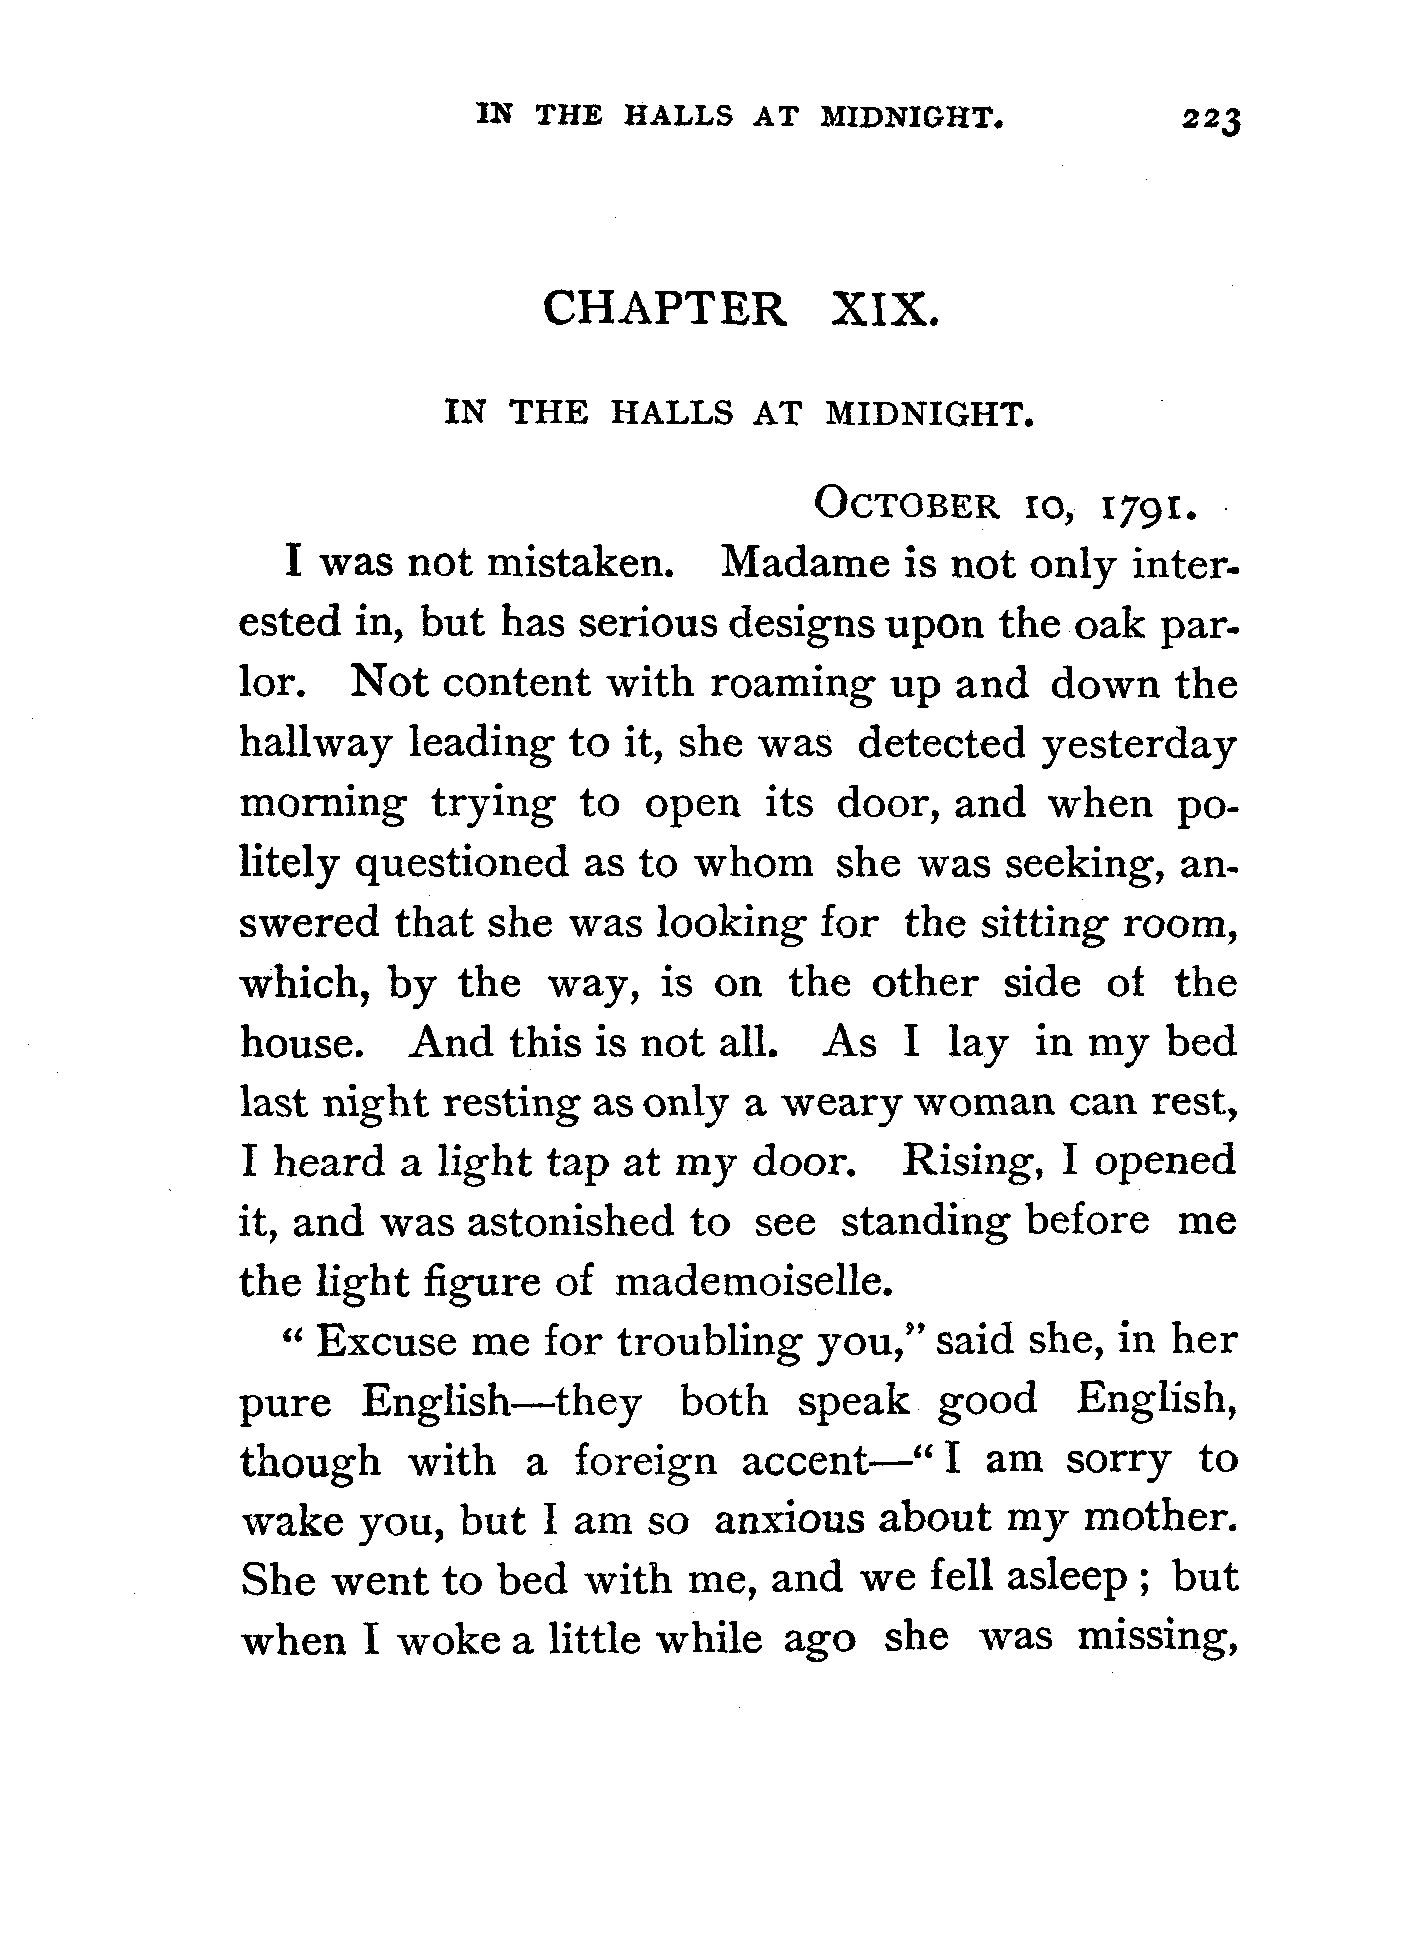 IN THE HALLS AT MIDNIGHT. 223
CHAPTER XIX.
IN THE HALLS AT MIDNIGHT.
OCTOBER 10, 1791.
I was not mistaken. Madame is not only inter-
ested in, but has serious designs upon the oak par-
lor. Not content with roaming up and down the
hallway leading to it, she was detected yesterday
morning trying to open its door, and when po-
litely questioned as to whom she was seeking, an-
swered that she was looking for the sitting room,
which, by the way, is on the other side of the
house. And this is not all. As I lay in my bed
last night resting as only a weary woman can rest,
I heard a light tap at my door. Rising, I opened
it, and was astonished to see standing before me
the light figure of mademoiselle.
“ Excuse me for troubling you,” said she, in her
pure English—they both speak good English,
though with a foreign accent—“ I am sorry to
wake you, but I am so anxious about my mother.
She went to bed with me, and we fell asleep ; but
when I woke a little while ago she was missing,